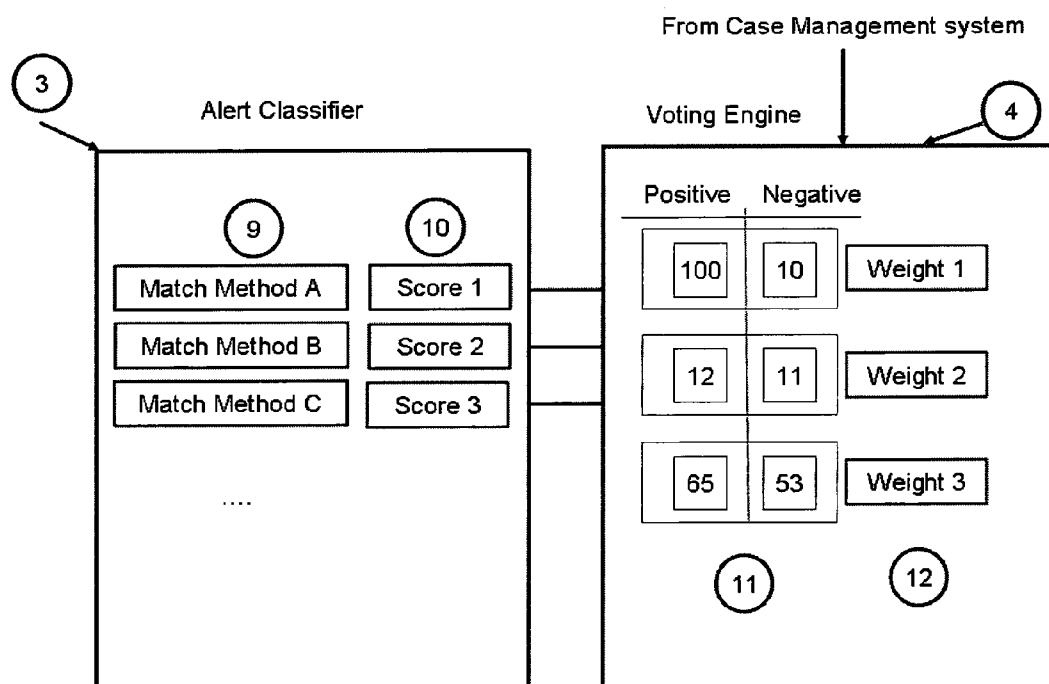 From Case Management system
3
Alert Classifier
Voting Engine
4
Positive Negative
9
10
Match Method A Score 1
100 10 Weight 1
Match Method B Score 2
12 11 Weight 2
Match Method C Score 3
65 53 Weight 3
....
11
12